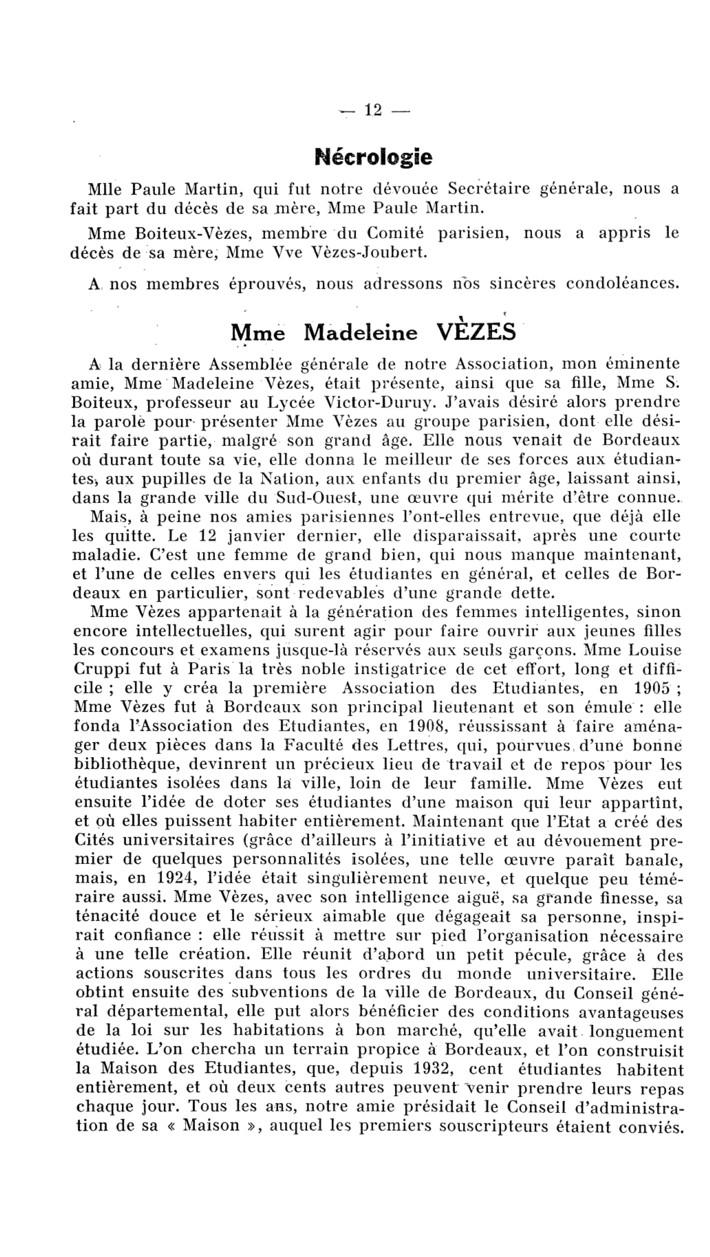 — 12 —
Nécrologie
Mlle Paule Martin, qui fut notre dévouée Secrétaire générale, nous a
fait part du décès de sa mère, Mme Paule Martin.
Mme Boiteux-Vèzes, membre du Comité parisien, nous a appris le
décès de sa mère, Mme Vve Vèzes-Joubert.
A nos membres éprouvés, nous adressons nos sincères condoléances.
Mme Madeleine VÈZES
A la dernière Assemblée générale de notre Association, mon éminente
amie, Mme Madeleine Vèzes, était présente, ainsi que sa fille, Mme S.
Boiteux, professeur au Lycée Victor-Duruy. J'avais désiré alors prendre
la parole pour présenter Mme Vèzes au groupe parisien, dont elle dési-
rait faire partie, malgré son grand âge. Elle nous venait de Bordeaux
où durant toute sa vie, elle donna le meilleur de ses forces aux étudian-
tes, aux pupilles de la Nation, aux enfants du premier âge, laissant ainsi,
dans la grande ville du Sud-Ouest, une œuvre qui mérite d'être connue.
Mais, à peine nos amies parisiennes l'ont-elles entrevue, que déjà elle
les quitte. Le 12 janvier dernier, elle disparaissait, après une courte
maladie. C'est une femme de grand bien, qui nous manque maintenant,
et l'une de celles envers qui les étudiantes en général, et celles de Bor-
deaux en particulier, sont redevables d'une grande dette.
Mme Vèzes appartenait à la génération des femmes intelligentes, sinon
encore intellectuelles, qui surent agir pour faire ouvrir aux jeunes filles
les concours et examens jusque-là réservés aux seuls garçons. Mme Louise
Cruppi fut à Paris la très noble instigatrice de cet effort, long et diffi-
cile ; elle y créa la première Association des Etudiantes, en 1905 ;
Mme Vèzes fut à Bordeaux son principal lieutenant et son émule : elle
fonda l'Association des Etudiantes, en 1908, réussissant à faire aména-
ger deux pièces dans la Faculté des Lettres, qui, pourvues d'une bonne
bibliothèque, devinrent un précieux lieu de travail et de repos pour les
étudiantes isolées dans la ville, loin de leur famille. Mme Vèzes eut
ensuite l'idée de doter ses étudiantes d'une maison qui leur appartînt,
et où elles puissent habiter entièrement. Maintenant que l'Etat a créé des
Cités universitaires (grâce d'ailleurs à l'initiative et au dévouement pre-
mier de quelques personnalités isolées, une telle œuvre paraît banale,
mais, en 1924, l'idée était singulièrement neuve, et quelque peu témé-
raire aussi. Mme Vèzes, avec son intelligence aiguë, sa grande finesse, sa
ténacité douce et le sérieux aimable que dégageait sa personne, inspi-
rait confiance : elle réussit à mettre sur pied l'organisation nécessaire
à une telle création. Elle réunit d'abord un petit pécule, grâce à des
actions souscrites dans tous les ordres du monde universitaire. Elle
obtint ensuite des subventions de la ville de Bordeaux, du Conseil géné-
ral départemental, elle put alors bénéficier des conditions avantageuses
de la loi sur les habitations à bon marché, qu'elle avait longuement
étudiée. L'on chercha un terrain propice à Bordeaux, et l'on construisit
la Maison des Etudiantes, que, depuis 1932, cent étudiantes habitent
entièrement, et où deux cents autres peuvent venir prendre leurs repas
chaque jour. Tous les ans, notre amie présidait le Conseil d'administra-
tion de sa « Maison », auquel les premiers souscripteurs étaient conviés.